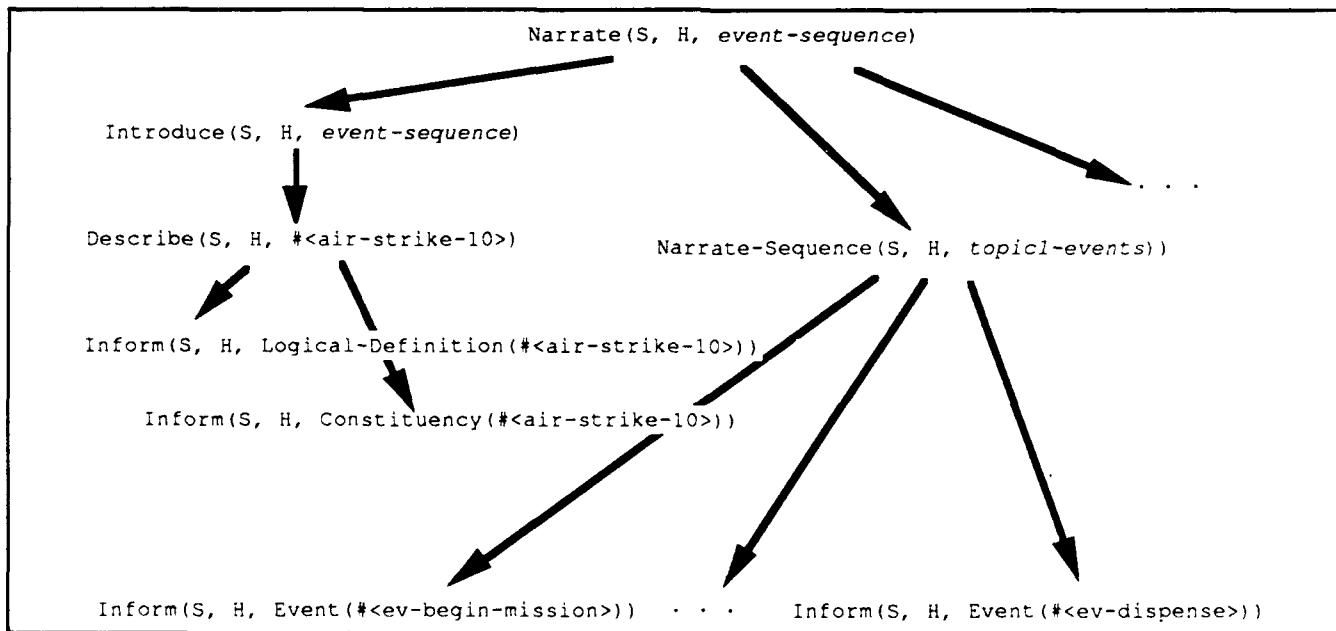 Narrate(S, H, event-sequence)
Introduce(S, H, event-sequence)
. . .
Describe(S, H, #<air-strike-10>)
Narrate-Sequence(S, H, topic1-events))
Inform(S, H, Logical-Definition(#<air-strike-10>))
Inform(S, H, Constituency(#<air-strike-10>))
Inform(S, H, Event(#<ev-begin-mission>)) . . . Inform(S, H, Event(#<ev-dispense>))